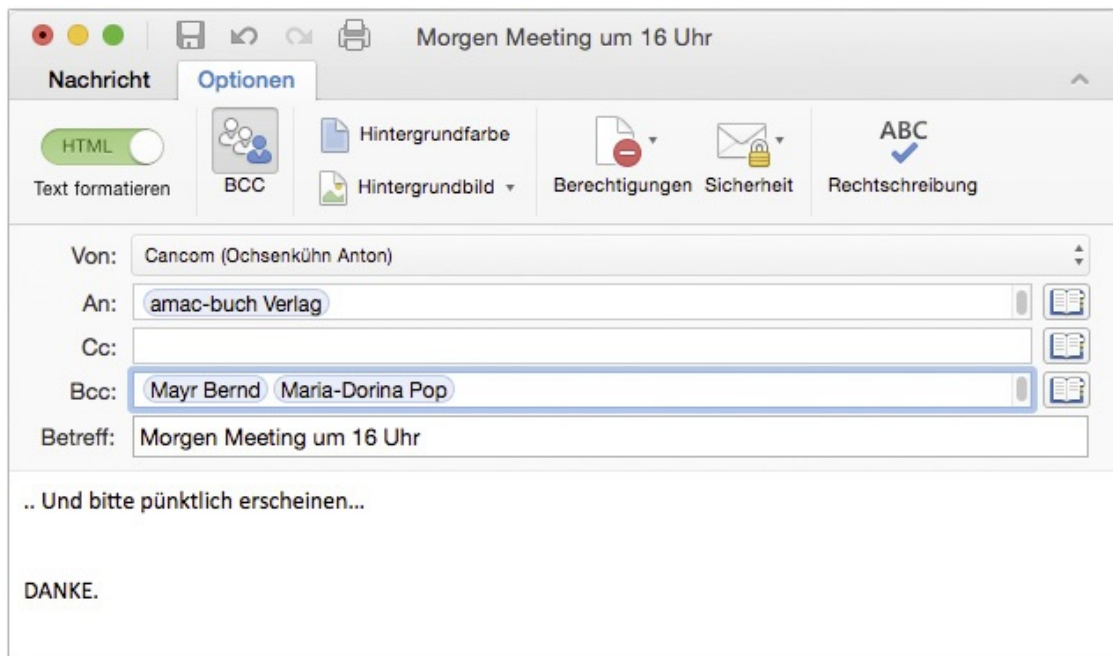 Morgen Meeting um 16 Uhr
Nachricht Optionen
HTML
Text formatieren
BCC
Hintergrundfarbe
Hintergrundbild
Berechtigungen
Sicherheit
ABC
Rechtschreibung
Von: Cancom (Ochsenkühn Anton)
An: amac-buch Verlag
Cc:
Bcc: Mayr Bernd Maria-Dorina Pop
Betreff: Morgen Meeting um 16 Uhr
.. Und bitte pünktlich erscheinen...
DANKE.